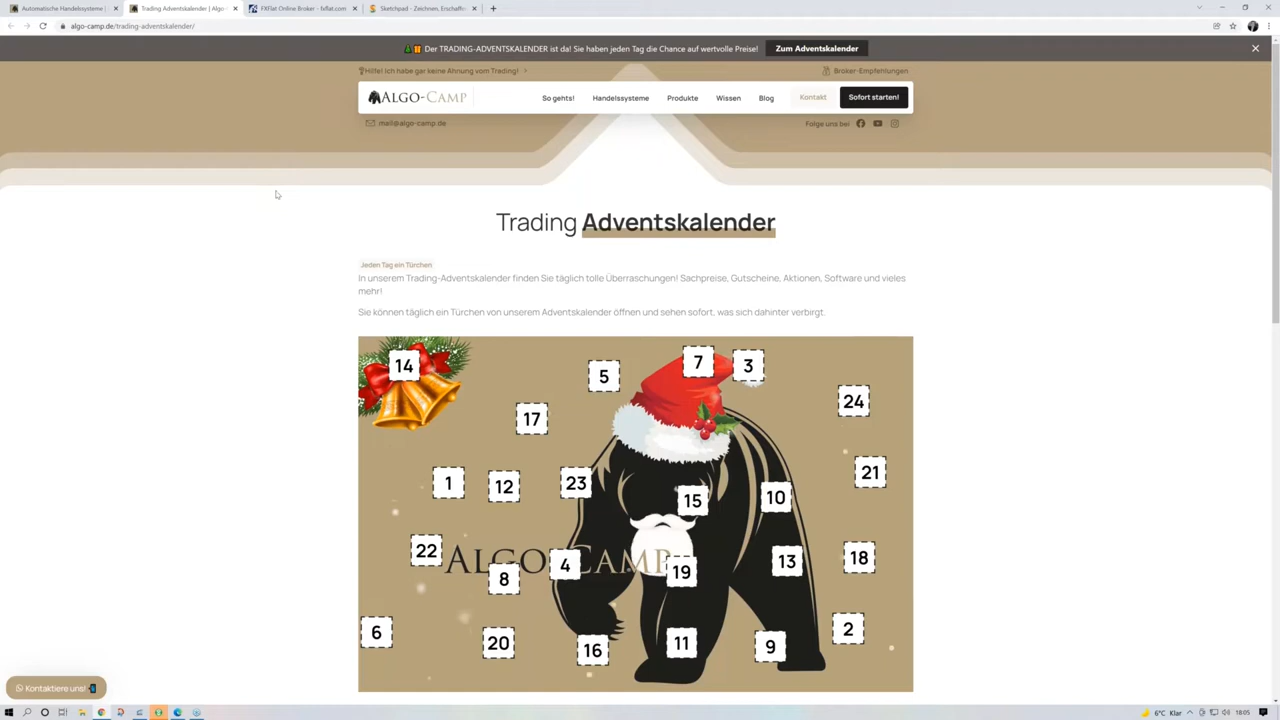 Automatische Handelssysteme |
Trading Adventskalender | Algo-
FXFlat Online Broker - fxflat.com
Sketchpad - Zeichnen, Erschaffe
algo-camp.de/trading-adventskalender/
Der TRADING-ADVENTSKALENDER ist da! Sie haben jeden Tag die Chance auf wertvolle Preise!
Zum Adventskalender
Hilfe! Ich habe gar keine Ahnung vom Trading! >
Broker-Empfehlungen
ALGO-CAMP
So gehts!
Handelssysteme
Produkte
Wissen
Blog
Kontakt
Sofort starten!
mail@algo-camp.de
Folge uns bei
Trading Adventskalender
Jeden Tag ein Türchen
In unserem Trading-Adventskalender finden Sie täglich tolle Überraschungen! Sachpreise, Gutscheine, Aktionen, Software und vieles
mehr!
Sie können täglich ein Türchen von unserem Adventskalender öffnen und sehen sofort, was sich dahinter verbirgt.
14
5
7
3
24
17
1
12
23
15
10
21
22
ALGO-CAMP
8
4
19
13
18
6
20
16
11
9
2
Kontaktiere uns!
6°C Klar
18:05